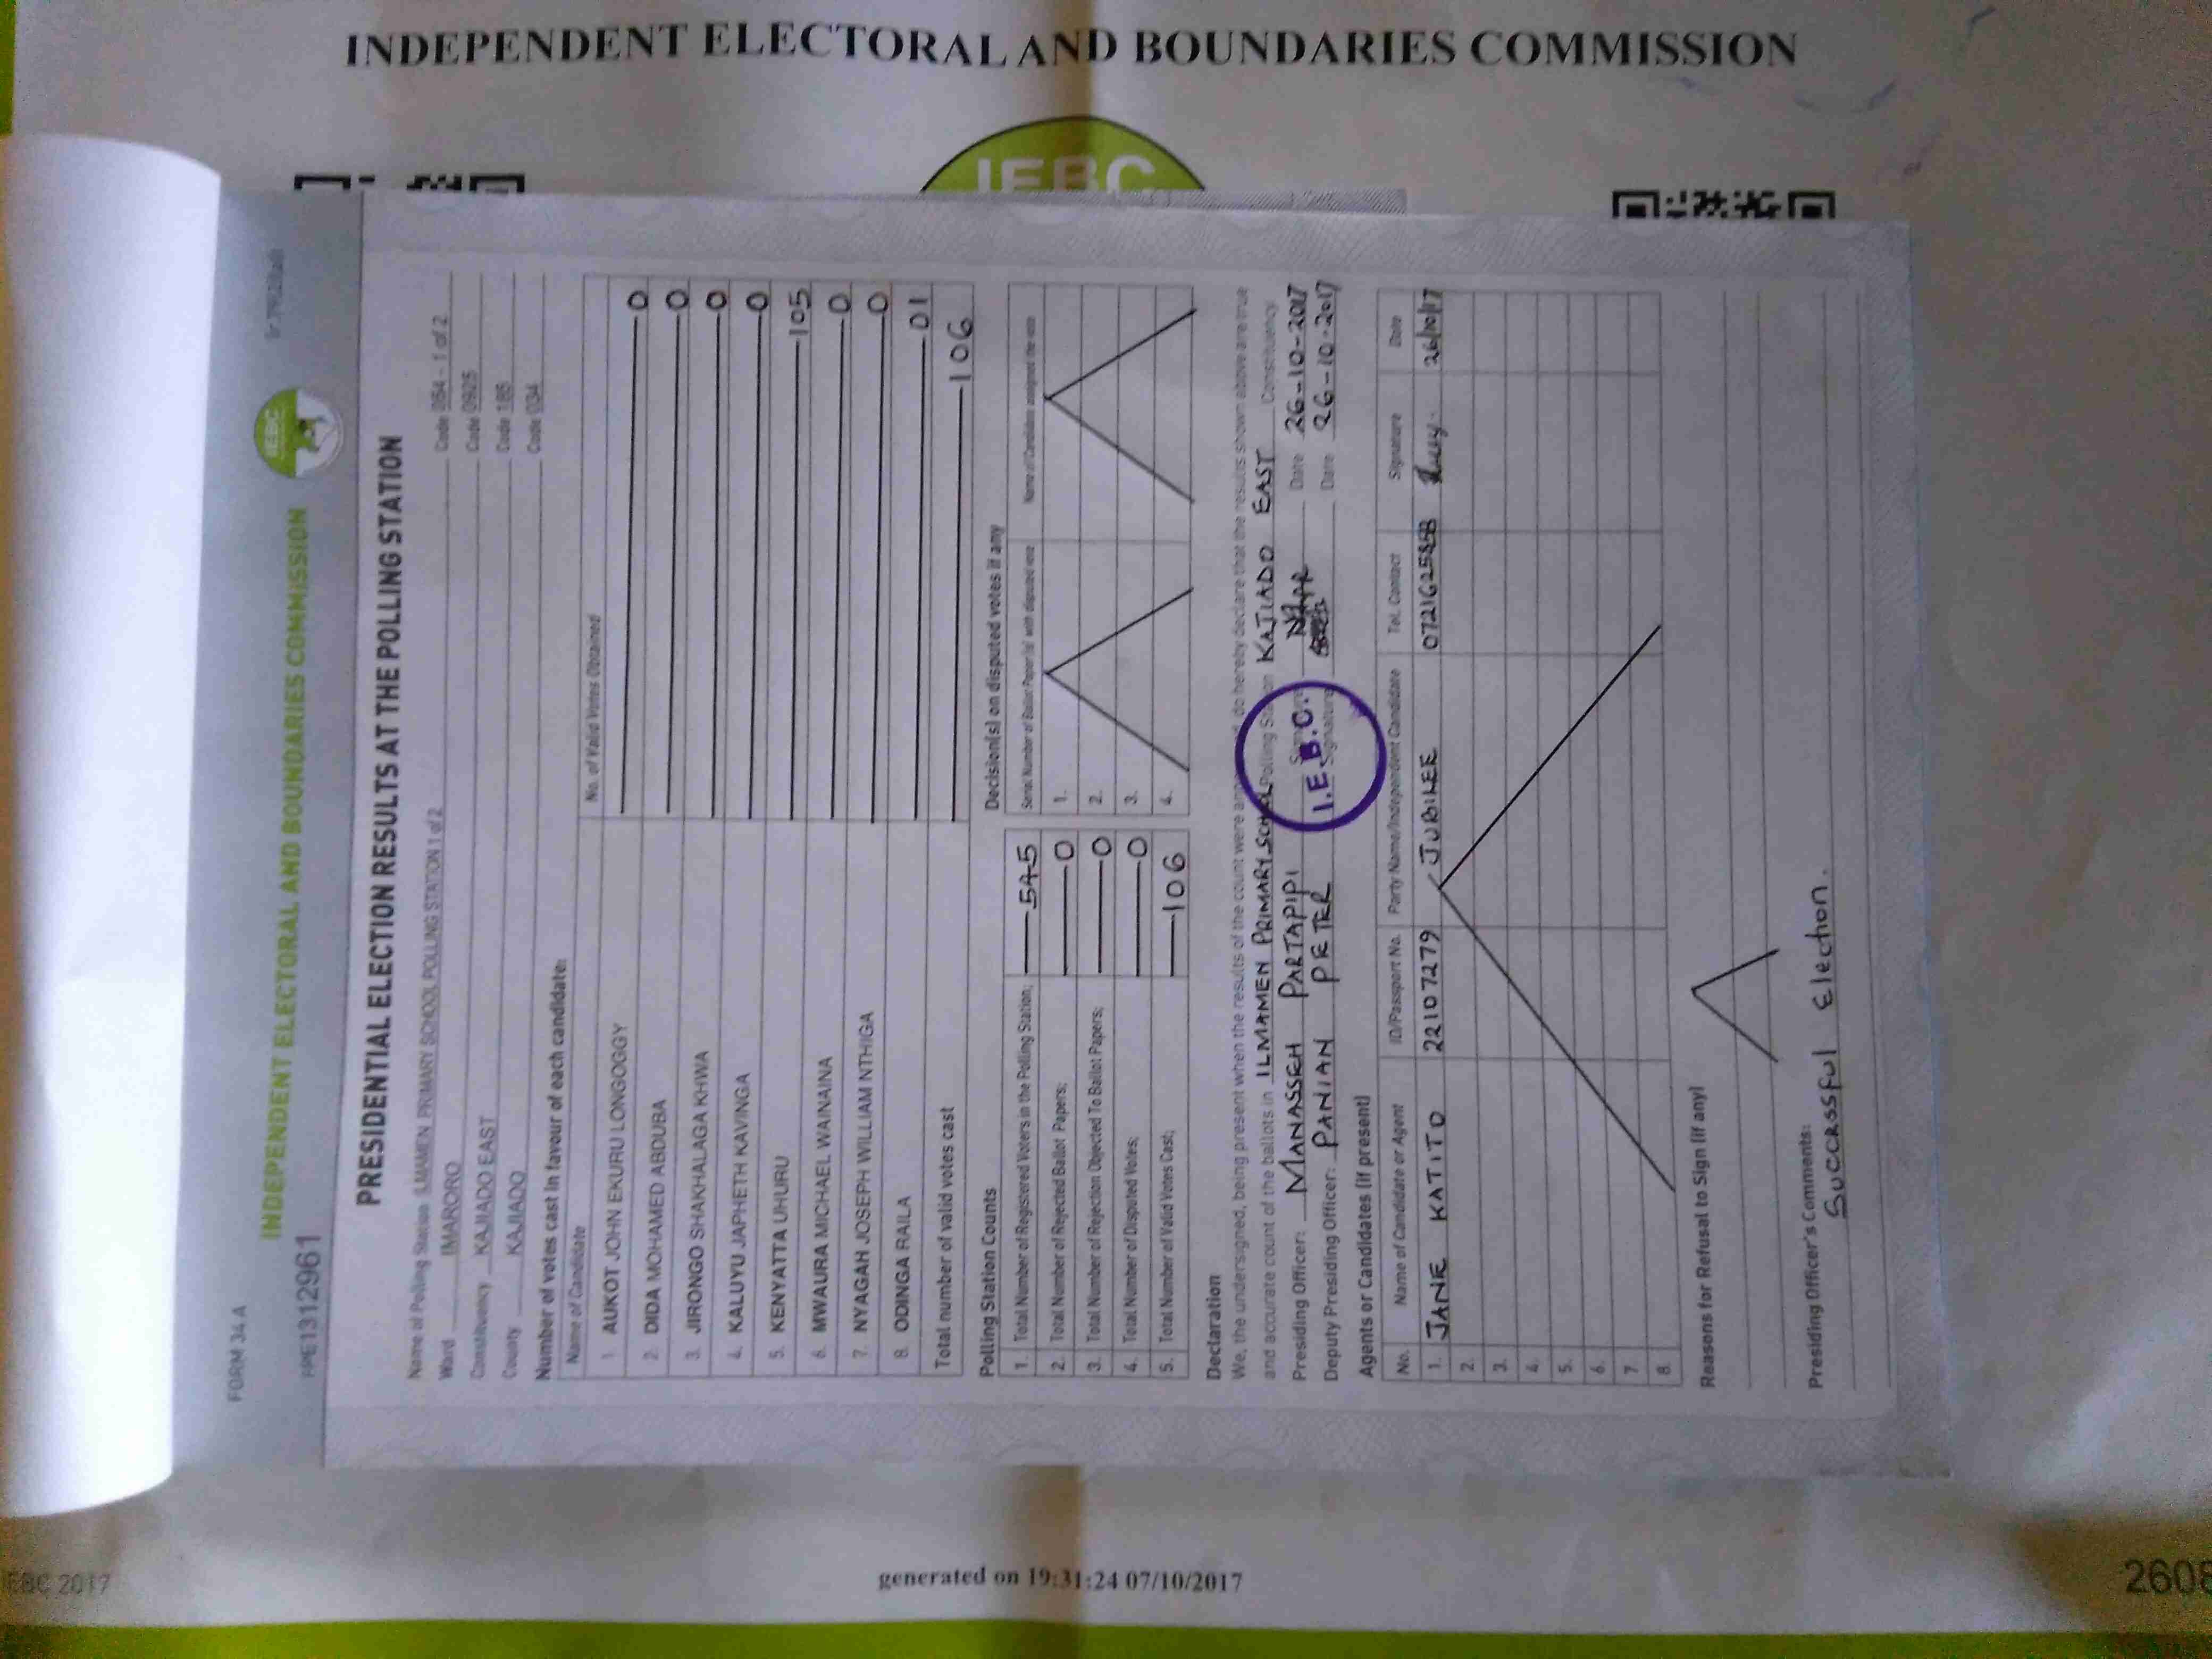 INDEPENDENT ELECTORAL AND BOUNDARIES COMMISSION
IEBC
FORM 34 A
INDEPENDENT ELECTORAL AND BOUNDARIES COMMISSION
IEBC
PRESIDENTIAL ELECTION RESULTS AT THE POLLING STATION
Name of Polling Station ILMAMEN PRIMARY SCHOOL POLLING STATION 1 of 2 Code 054 - 1 of 2
Ward IMARORO Code 0925
Constituency KAJIADO EAST Code 185
County KAJIADO Code 034
Number of votes cast in favour of each candidate:
Name of Candidate No. of Valid Votes Obtained
1 AUKOT JOHN EKURU LONGOGGY 0
2. DIDA MOHAMED ABDUBA 0
3. JIRONGO SHAKHALAGA KHWA 0
4. KALUYU JAPHETH KAVINGA 0
5. KENYATTA UHURU 105
6. MWAURA MICHAEL WAINAINA 0
7. NYAGAH JOSEPH WILLIAM NTHIGA 0
8. ODINGA RAILA 01
Total number of valid votes cast 106
Polling Station Counts
1. Total Number of Registered Voters in the Polling Station; 545
2. Total Number of Rejected Ballot Papers; 0
3. Total Number of Rejection Objected To Ballot Papers; 0
4. Total Number of Disputed Votes; 0
5. Total Number of Valid Votes Cast; 106
Decision(s) on disputed votes if any
Serial Number of Ballot Paper(s) with disputed vote Name of Candidate assigned the vote
1.
2.
3.
4.
Declaration
We, the undersigned, being present when the results of the count were do hereby declare that the results shown above are true
and accurate count of the ballots in ILMAMEN PRIMARY SCHOOL Polling Station KAJIADO EAST Constituency.
Presiding Officer: MANASSEH PARTAPIPI Date 26-10-2017
Deputy Presiding Officer: PANIAN PETER Signature Date 26-10-2017
I.E.B.C.
Agents or Candidates (if present)
No. Name of Candidate or Agent ID/Passport No. Party Name/Independent Candidate Tel. Contact Signature Date
1. JANE KATITO 22107279 JUBILEE 26/10/17
2.
3.
4.
5.
6.
7
8.
Reasons for Refusal to Sign (if any)
Presiding Officer's Comments:
Successful Election.
IEBC 2017
generated on 19:31:24 07/10/2017
2608